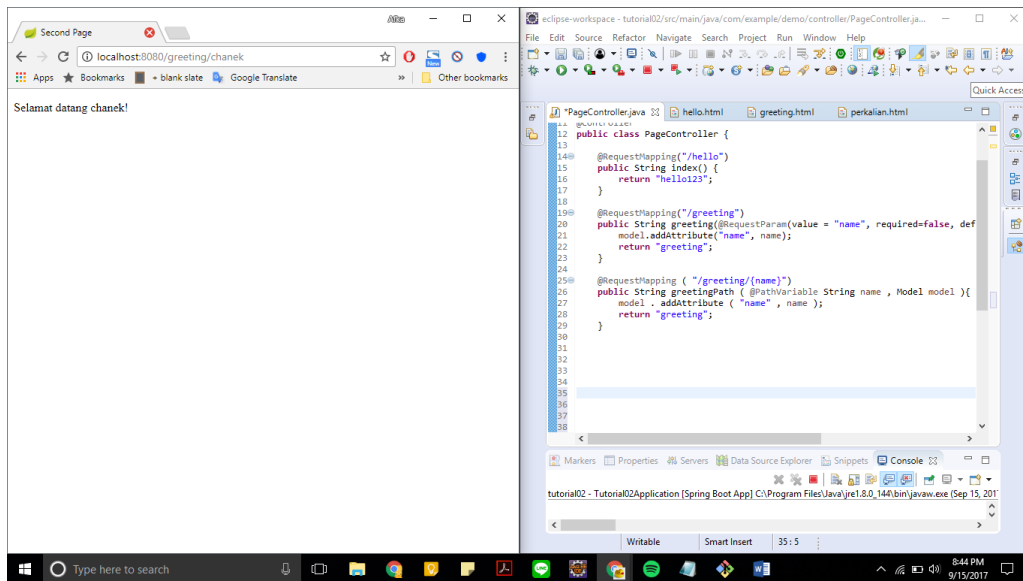 Afka
Second Page
localhost:8080/greeting/chanek
New
Apps
Bookmarks
+ blank slate
Google Translate
»
Other bookmarks
Selamat datang chanek!
eclipse-workspace - tutorial02/src/main/java/com/example/demo/controller/PageController.ja...
File Edit Source Refactor Navigate Search Project Run Window Help
Quick Access
*PageController.java
hello.html
greeting.html
perkalian.html
11 @Controller
12 public class PageController {
13
14 @RequestMapping("/hello")
15 public String index() {
16 return "hello123";
17 }
18
19 @RequestMapping("/greeting")
20 public String greeting(@RequestParam(value = "name", required=false, def
21 model.addAttribute("name", name);
22 return "greeting";
23 }
24
25 @RequestMapping ( "/greeting/{name}")
26 public String greetingPath ( @PathVariable String name , Model model ){
27 model . addAttribute ( "name" , name );
28 return "greeting";
29 }
30
31
32
33
34
35
36
37
38
Markers Properties Servers Data Source Explorer Snippets Console
tutorial02 - Tutorial02Application [Spring Boot App] C:\Program Files\Java\jre1.8.0_144\bin\javaw.exe (Sep 15, 201
Writable Smart Insert 35 : 5
Type here to search
8:44 PM
9/15/2017